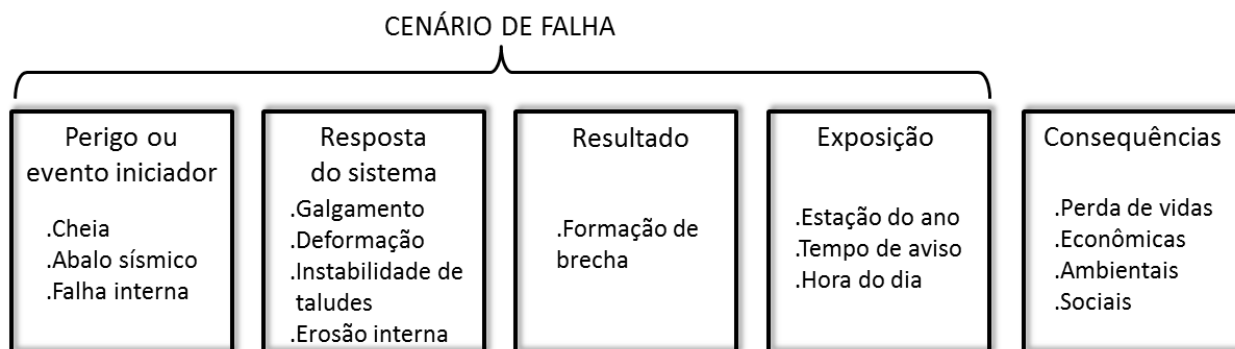 CENÁRIO DE FALHA
Perigo ou
evento iniciador
.Cheia
.Abalo sísmico
.Falha interna
Resposta
do sistema
.Galgamento
.Deformação
.Instabilidade de
taludes
.Erosão interna
Resultado
.Formação de
brecha
Exposição
.Estação do ano
.Tempo de aviso
.Hora do dia
Consequências
.Perda de vidas
.Econômicas
.Ambientais
.Sociais